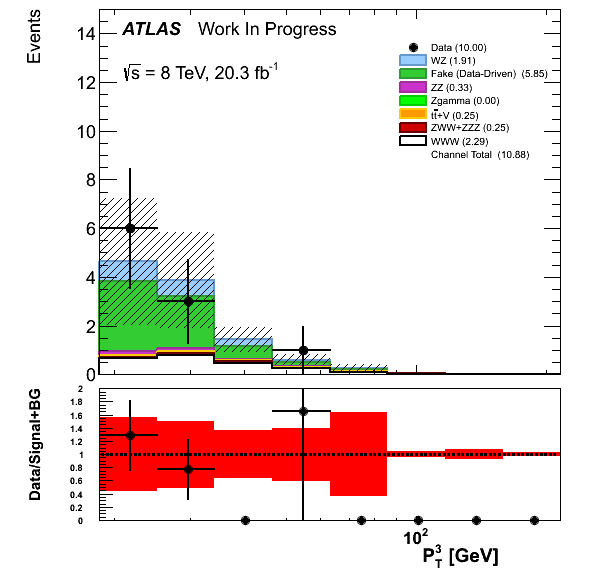 Events
14
12
10
8
6
4
2
0
ATLAS Work In Progress
√s = 8 TeV, 20.3 fb⁻¹
Data (10.00)
WZ (1.91)
Fake (Data-Driven) (5.85)
ZZ (0.33)
Zgamma (0.00)
tt̄+V (0.25)
ZWW+ZZZ (0.25)
WWW (2.29)
Channel Total (10.88)
Data/Signal+BG
2
1.8
1.6
1.4
1.2
1
0.8
0.6
0.4
0.2
0
10²
P³_T [GeV]